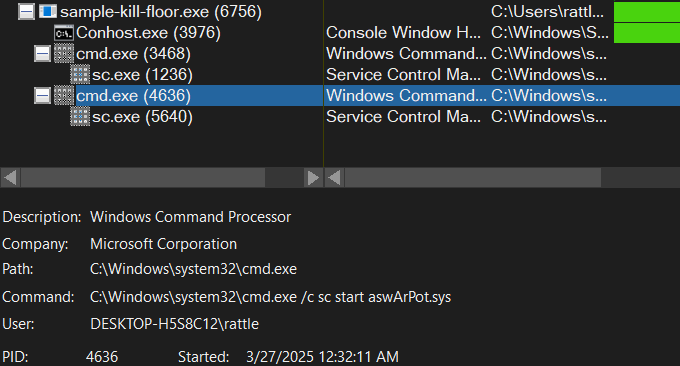 sample-kill-floor.exe (6756) C:\Users\rattl...
Conhost.exe (3976) Console Window H... C:\Windows\S...
cmd.exe (3468) Windows Command... C:\Windows\s...
sc.exe (1236) Service Control Ma... C:\Windows\s...
cmd.exe (4636) Windows Command... C:\Windows\s...
sc.exe (5640) Service Control Ma... C:\Windows\s...
Description: Windows Command Processor
Company: Microsoft Corporation
Path: C:\Windows\system32\cmd.exe
Command: C:\Windows\system32\cmd.exe /c sc start aswArPot.sys
User: DESKTOP-H5S8C12\rattle
PID: 4636 Started: 3/27/2025 12:32:11 AM